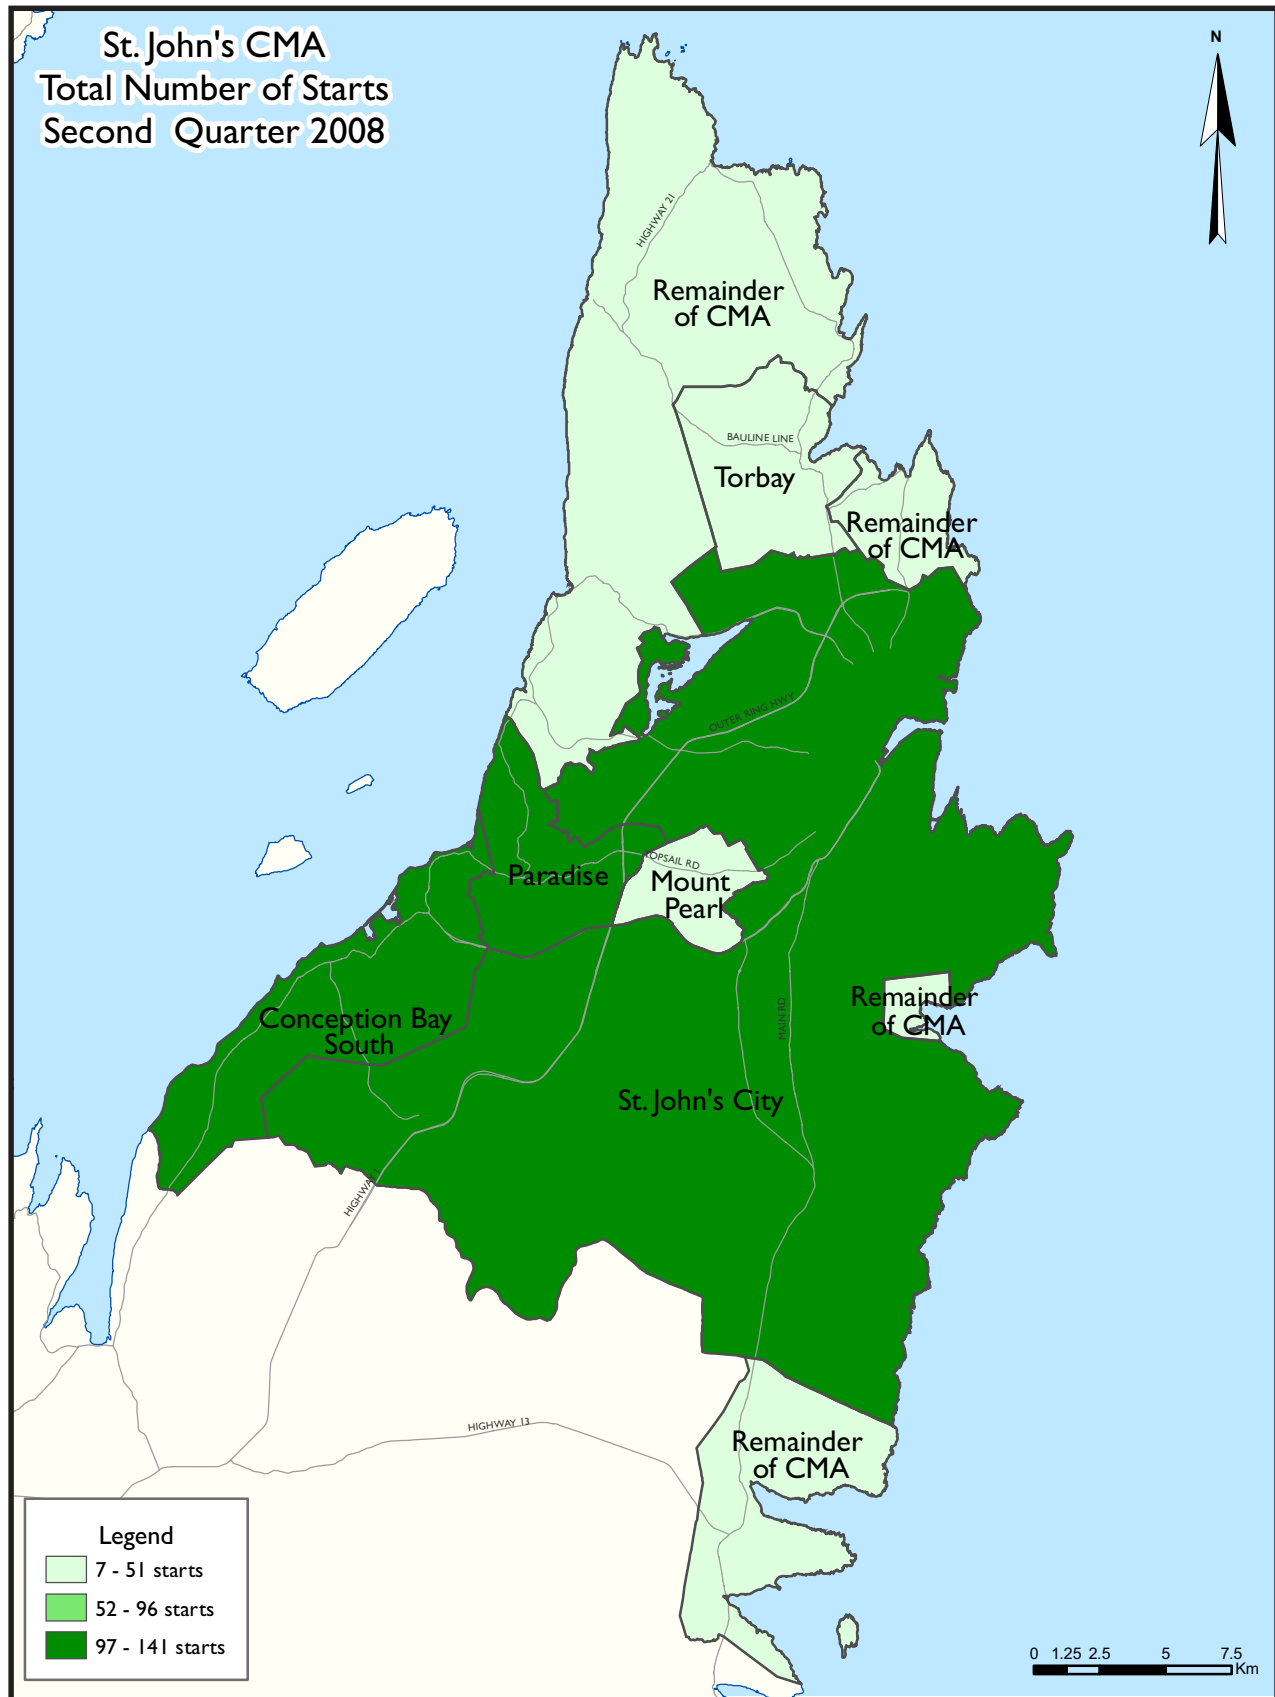 St. John's CMA
Total Number of Starts
Second Quarter 2008
N
HIGHWAY 21
Remainder
of CMA
BAULINE LINE
Torbay
Remainder
of CMA
OUTER RING HWY
TOPSAIL RD
Paradise
Mount
Pearl
Remainder
of CMA
MAIN RD
Conception Bay
South
St. John's City
HIGHWAY 1
HIGHWAY 13
Remainder
of CMA
Legend
7 - 51 starts
52 - 96 starts
97 - 141 starts
0 1.25 2.5 5 7.5
Km